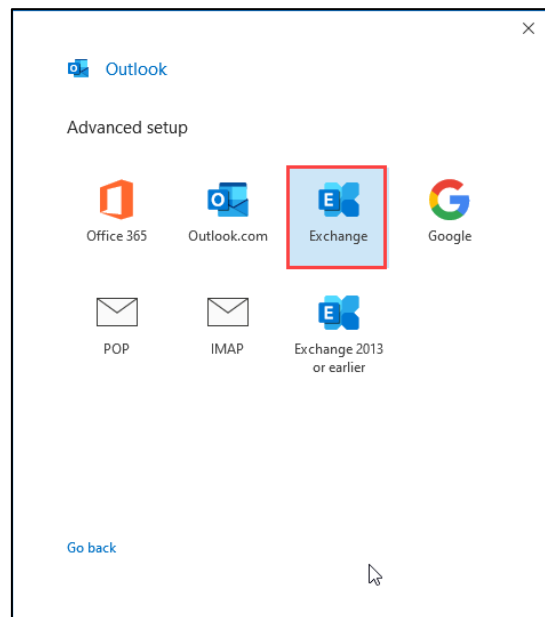 Outlook
Advanced setup
Office 365
Outlook.com
Exchange
Google
POP
IMAP
Exchange 2013
or earlier
Go back